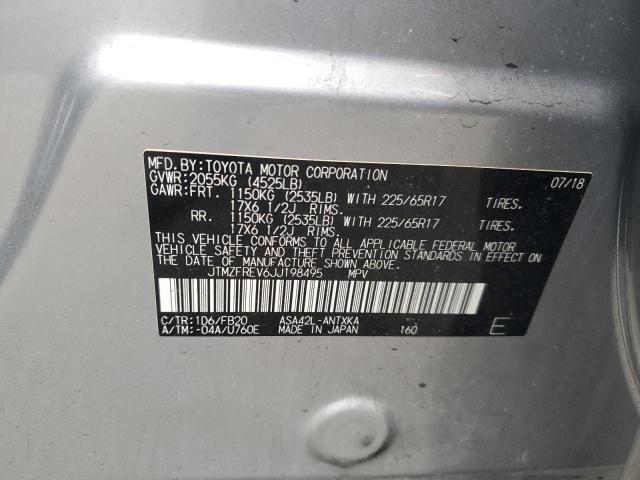 MFD.BY:TOYOTA MOTOR CORPORATION 07/18
GVWR:2055KG (4525LB)
GAWR:FRT. 1150KG (2535LB) WITH 225/65R17 TIRES.
17X6 1/2J RIMS.
RR. 1150KG (2535LB) WITH 225/65R17 TIRES.
17X6 1/2J RIMS.
THIS VEHICLE CONFORMS TO ALL APPLICABLE FEDERAL MOTOR
VEHICLE SAFETY AND THEFT PREVENTION STANDARDS IN EFFECT ON
THE DATE OF MANUFACTURE SHOWN ABOVE.
JTMZFREV6JJ198495 MPV
C/TR:1D6/FB20 ASA42L-ANTXKA
A/TM:-04A/U760E MADE IN JAPAN 160 E